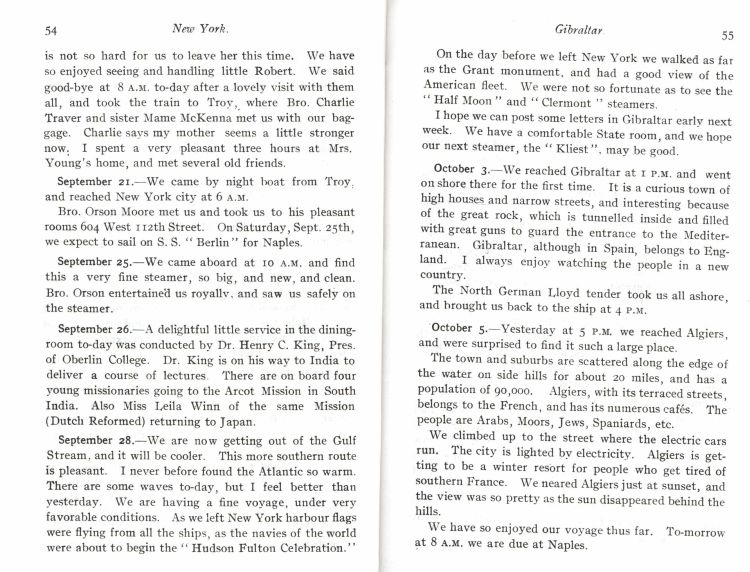 54
New York.
is not so hard for us to leave her this time. We have
so enjoyed seeing and handling little Robert. We said
good-bye at 8 A.M. to-day after a lovely visit with them
all, and took the train to Troy, where Bro. Charlie
Traver and sister Mame McKenna met us with our bag-
gage. Charlie says my mother seems a little stronger
now. I spent a very pleasant three hours at Mrs.
Young's home, and met several old friends.
September 21.—We came by night boat from Troy,
and reached New York city at 6 A.M.
Bro. Orson Moore met us and took us to his pleasant
rooms 604 West 112th Street. On Saturday, Sept. 25th,
we expect to sail on S.S. "Berlin" for Naples.
September 25.—We came aboard at 10 A.M. and find
this a very fine steamer, so big, and new, and clean.
Bro. Orson entertained us royally, and saw us safely on
the steamer.
September 26.—A delightful little service in the dining-
room to-day was conducted by Dr. Henry C. King, Pres.
of Oberlin College. Dr. King is on his way to India to
deliver a course of lectures. There are on board four
young missionaries going to the Arcot Mission in South
India. Also Miss Leila Winn of the same Mission
(Dutch Reformed) returning to Japan.
September 28.—We are now getting out of the Gulf
Stream, and it will be cooler. This more southern route
is pleasant. I never before found the Atlantic so warm.
There are some waves to-day, but I feel better than
yesterday. We are having a fine voyage, under very
favorable conditions. As we left New York harbour flags
were flying from all the ships, as the navies of the world
were about to begin the "Hudson Fulton Celebration."
Gibraltar
55
On the day before we left New York we walked as far
as the Grant monument, and had a good view of the
American fleet. We were not so fortunate as to see the
"Half Moon" and "Clermont" steamers.
I hope we can post some letters in Gibraltar early next
week. We have a comfortable State room, and we hope
our next steamer, the "Kliest", may be good.
October 3.—We reached Gibraltar at 1 P.M. and went
on shore there for the first time. It is a curious town of
high houses and narrow streets, and interesting because
of the great rock, which is tunnelled inside and filled
with great guns to guard the entrance to the Mediter-
ranean. Gibraltar, although in Spain, belongs to Eng-
land. I always enjoy watching the people in a new
country.
The North German Lloyd tender took us all ashore,
and brought us back to the ship at 4 P.M.
October 5.—Yesterday at 5 P.M. we reached Algiers,
and were surprised to find it such a large place.
The town and suburbs are scattered along the edge of
the water on side hills for about 20 miles, and has a
population of 90,000. Algiers, with its terraced streets,
belongs to the French, and has its numerous cafés. The
people are Arabs, Moors, Jews, Spaniards, etc.
We climbed up to the street where the electric cars
run. The city is lighted by electricity. Algiers is get-
ting to be a winter resort for people who get tired of
southern France. We neared Algiers just at sunset, and
the view was so pretty as the sun disappeared behind the
hills.
We have so enjoyed our voyage thus far. To-morrow
at 8 A.M. we are due at Naples.